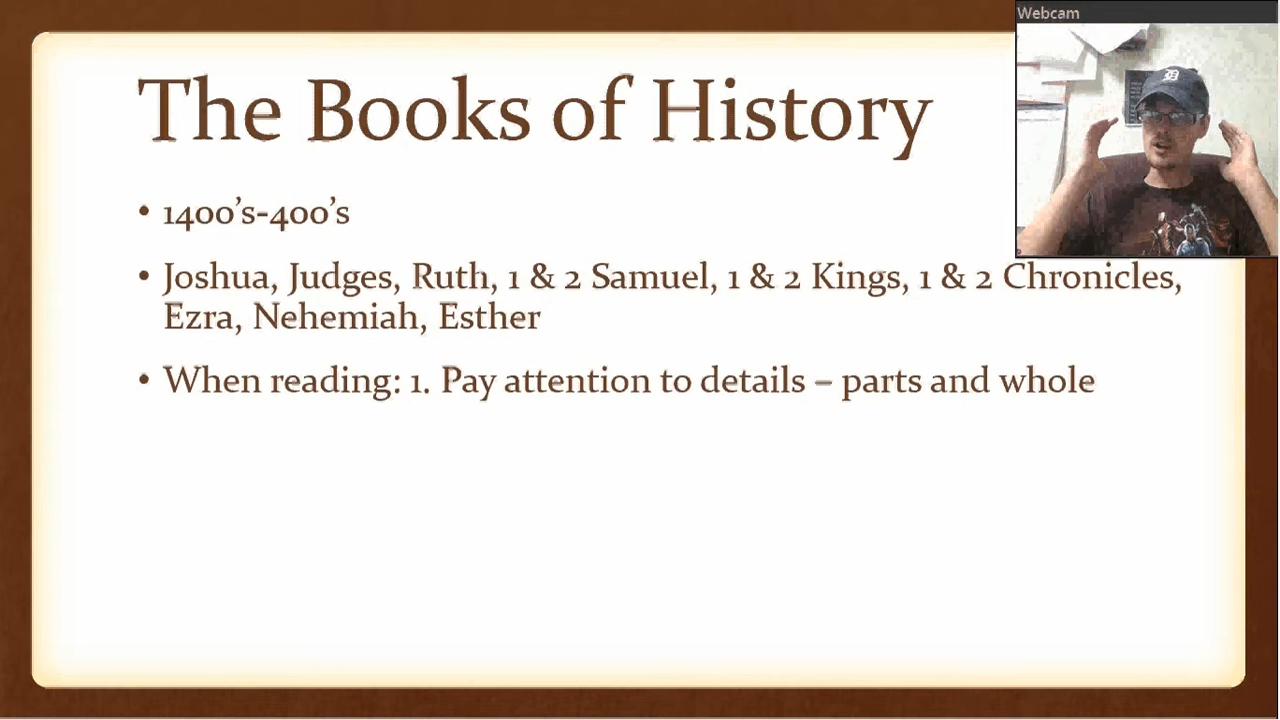 Webcam
The Books of History
• 1400’s-400’s
• Joshua, Judges, Ruth, 1 & 2 Samuel, 1 & 2 Kings, 1 & 2 Chronicles,
Ezra, Nehemiah, Esther
• When reading: 1. Pay attention to details – parts and whole